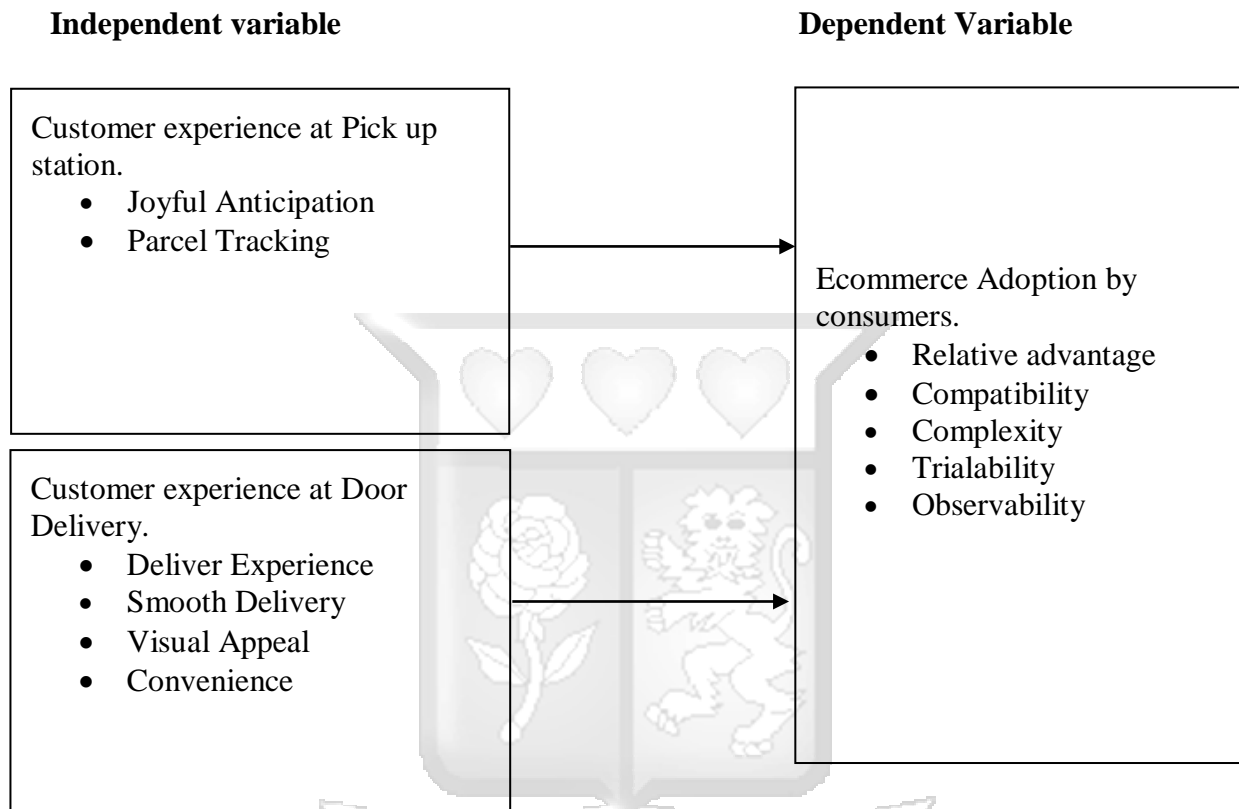 Independent variable
Dependent Variable
Customer experience at Pick up
station.
• Joyful Anticipation
• Parcel Tracking
Customer experience at Door
Delivery.
• Deliver Experience
• Smooth Delivery
• Visual Appeal
• Convenience
Ecommerce Adoption by
consumers.
• Relative advantage
• Compatibility
• Complexity
• Trialability
• Observability